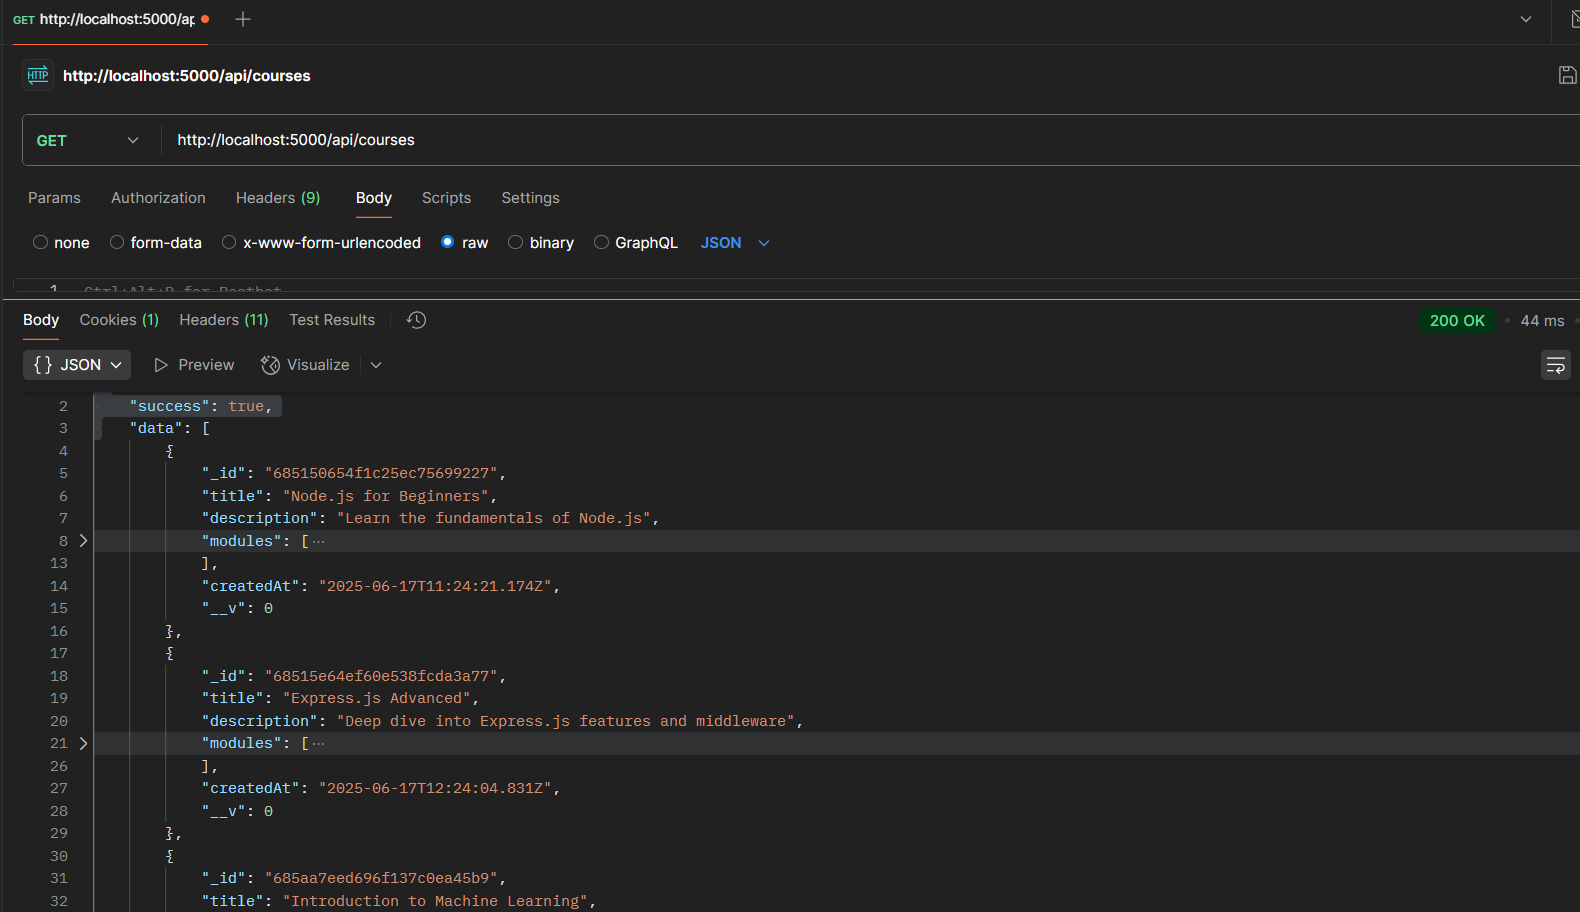 GET http://localhost:5000/ap
http://localhost:5000/api/courses
GET http://localhost:5000/api/courses
Params Authorization Headers (9) Body Scripts Settings
none form-data x-www-form-urlencoded raw binary GraphQL JSON
1 Ctrl+Alt+P for Postbot
Body Cookies (1) Headers (11) Test Results 200 OK • 44 ms •
{} JSON Preview Visualize
2 "success": true,
3 "data": [
4 {
5 "_id": "685150654f1c25ec75699227",
6 "title": "Node.js for Beginners",
7 "description": "Learn the fundamentals of Node.js",
8 "modules": [ ···
13 ],
14 "createdAt": "2025-06-17T11:24:21.174Z",
15 "__v": 0
16 },
17 {
18 "_id": "68515e64ef60e538fcda3a77",
19 "title": "Express.js Advanced",
20 "description": "Deep dive into Express.js features and middleware",
21 "modules": [ ···
26 ],
27 "createdAt": "2025-06-17T12:24:04.831Z",
28 "__v": 0
29 },
30 {
31 "_id": "685aa7eed696f137c0ea45b9",
32 "title": "Introduction to Machine Learning",